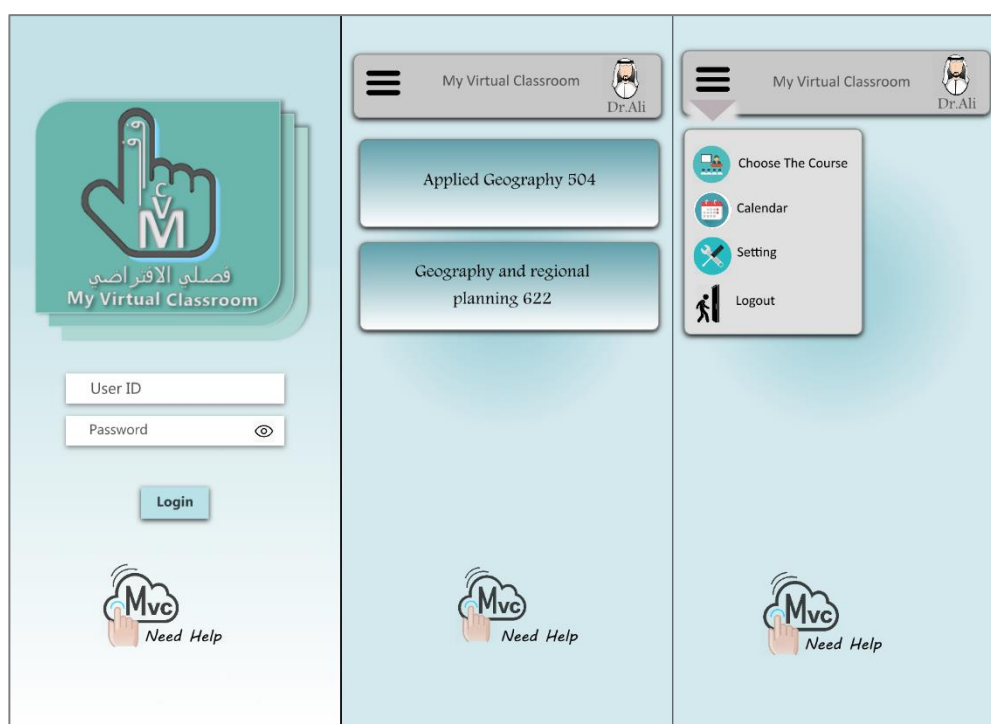 فصلي الافتراضي
My Virtual Classroom
User ID
Password
Login
Mvc
Need Help
My Virtual Classroom
Dr.Ali
Applied Geography 504
Geography and regional
planning 622
Mvc
Need Help
My Virtual Classroom
Dr.Ali
Choose The Course
Calendar
Setting
Logout
Mvc
Need Help